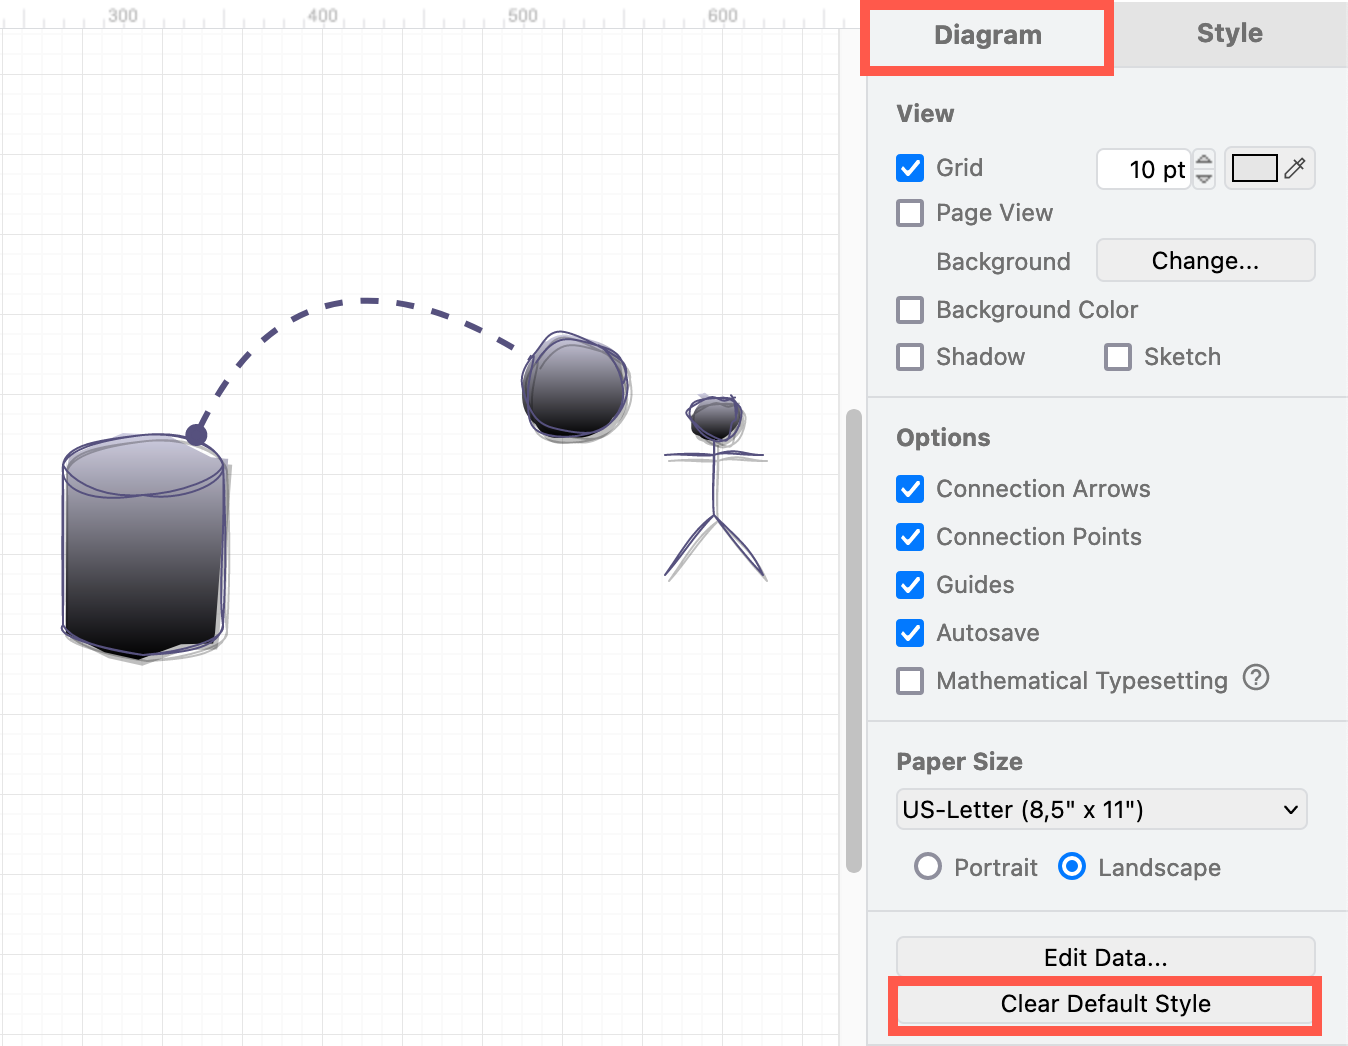 300 400 500 600
Diagram Style
View
Grid 10 pt
Page View
Background Change...
Background Color
Shadow Sketch
Options
Connection Arrows
Connection Points
Guides
Autosave
Mathematical Typesetting ?
Paper Size
US-Letter (8,5" x 11")
Portrait Landscape
Edit Data...
Clear Default Style